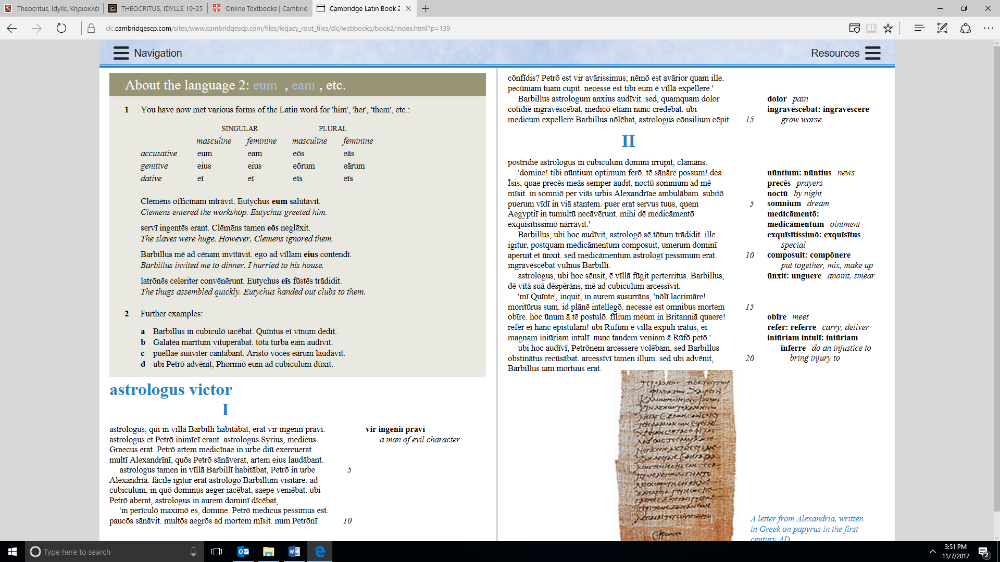 Theocritus, Idylls, Κηριοκλέι
THEOCRITUS, IDYLLS 19-25
Online Textbooks | Cambrid
Cambridge Latin Book 2
clc.cambridgescp.com/sites/www.cambridgescp.com/files/legacy_root_files/clc/webbooks/book2/index.html?p=139
Navigation
Resources
About the language 2: eum , eam , etc.
1 You have now met various forms of the Latin word for 'him', 'her', 'them', etc.:
SINGULAR PLURAL
masculine feminine masculine feminine
accusative eum eam eōs eās
genitive eius eius eōrum eārum
dative eī eī eīs eīs
Clēmēns officīnam intrāvit. Eutychus eum salūtāvit.
Clemens entered the workshop. Eutychus greeted him.
servī ingentēs erant. Clēmēns tamen eōs neglēxit.
The slaves were huge. However, Clemens ignored them.
Barbillus mē ad cēnam invītāvit. ego ad vīllam eius contendī.
Barbillus invited me to dinner. I hurried to his house.
latrōnēs celeriter convēnērunt. Eutychus eīs fūstēs trādidit.
The thugs assembled quickly. Eutychus handed out clubs to them.
2 Further examples:
a Barbillus in cubiculō iacēbat. Quīntus eī vīnum dedit.
b Galatēa marītum vituperābat. tōta turba eam audīvit.
c puellae suāviter cantābant. Aristō vōcēs eārum laudāvit.
d ubi Petrō advēnit, Phormiō eum ad cubiculum dūxit.
astrologus victor
I
astrologus, quī in vīllā Barbillī habitābat, erat vir ingeniī prāvī.
astrologus et Petrō inimīcī erant. astrologus Syrius, medicus
Graecus erat. Petrō artem medicīnae in urbe diū exercuerat.
multī Alexandrīnī, quōs Petrō sānāverat, artem eius laudābant.
astrologus tamen in vīllā Barbillī habitābat, Petrō in urbe 5
Alexandrīā. facile igitur erat astrologō Barbillum vīsitāre. ad
cubiculum, in quō dominus aeger iacēbat, saepe veniēbat. ubi
Petrō aberat, astrologus in aurem dominī dīcēbat,
'in perīculō maximō es, domine. Petrō medicus pessimus est.
paucōs sānāvit. multōs aegrōs ad mortem mīsit. num Petrōnī 10
vir ingeniī prāvī
a man of evil character
cōnfīdis? Petrō est vir avārissimus; nēmō est avārior quam ille.
pecūniam tuam cupit. necesse est tibi eum ē vīllā expellere.'
Barbillus astrologum anxius audīvit. sed, quamquam dolor
cotīdiē ingravēscēbat, medicō etiam nunc crēdēbat. ubi
medicum expellere Barbillus nōlēbat, astrologus cōnsilium cēpit. 15
dolor pain
ingravēscēbat: ingravēscere
grow worse
II
postrīdiē astrologus in cubiculum dominī irrūpit, clāmāns:
'domine! tibi nūntium optimum ferō. tē sānāre possum! dea
Īsis, quae precēs meās semper audit, noctū somnium ad mē
mīsit. in somniō per viās urbis Alexandrīae ambulābam. subitō
puerum vīdī in viā stantem. puer erat servus tuus, quem 5
Aegyptiī in tumultū necāvērunt. mihi dē medicāmentō
exquīsītissimō nārrāvit.'
Barbillus, ubi hoc audīvit, astrologō sē tōtum trādidit. ille
igitur, postquam medicāmentum composuit, umerum dominī
aperuit et ūnxit. sed medicāmentum astrologī pessimum erat. 10
ingravēscēbat vulnus Barbillī.
astrologus, ubi hoc sēnsit, ē vīllā fūgit perterritus. Barbillus,
dē vītā suā dēspērāns, mē ad cubiculum arcessīvit.
'mī Quīnte', inquit, in aurem susurrāns, 'nōlī lacrimāre!
moritūrus sum. id plānē intellegō. necesse est omnibus mortem 15
obīre. hoc ūnum ā tē postulō. fīlium meum in Britanniā quaere!
refer eī hanc epistulam! ubi Rūfum ē vīllā expulī īrātus, eī
magnam iniūriam intulī. nunc tandem veniam ā Rūfō petō.'
ubi hoc audīvī, Petrōnem arcessere volēbam, sed Barbillus
obstinātus recūsābat. arcessīvī tamen illum. sed ubi advēnit, 20
Barbillus iam mortuus erat.
nūntium: nūntius news
precēs prayers
noctū by night
somnium dream
medicāmentō:
medicāmentum ointment
exquīsītissimō: exquīsītus
special
composuit: compōnere
put together, mix, make up
ūnxit: unguere anoint, smear
obīre meet
refer: referre carry, deliver
iniūriam intulī: iniūriam
īnferre do an injustice to
bring injury to
A letter from Alexandria, written
in Greek on papyrus in the first
century AD
Type here to search
3:51 PM
11/7/2017
2